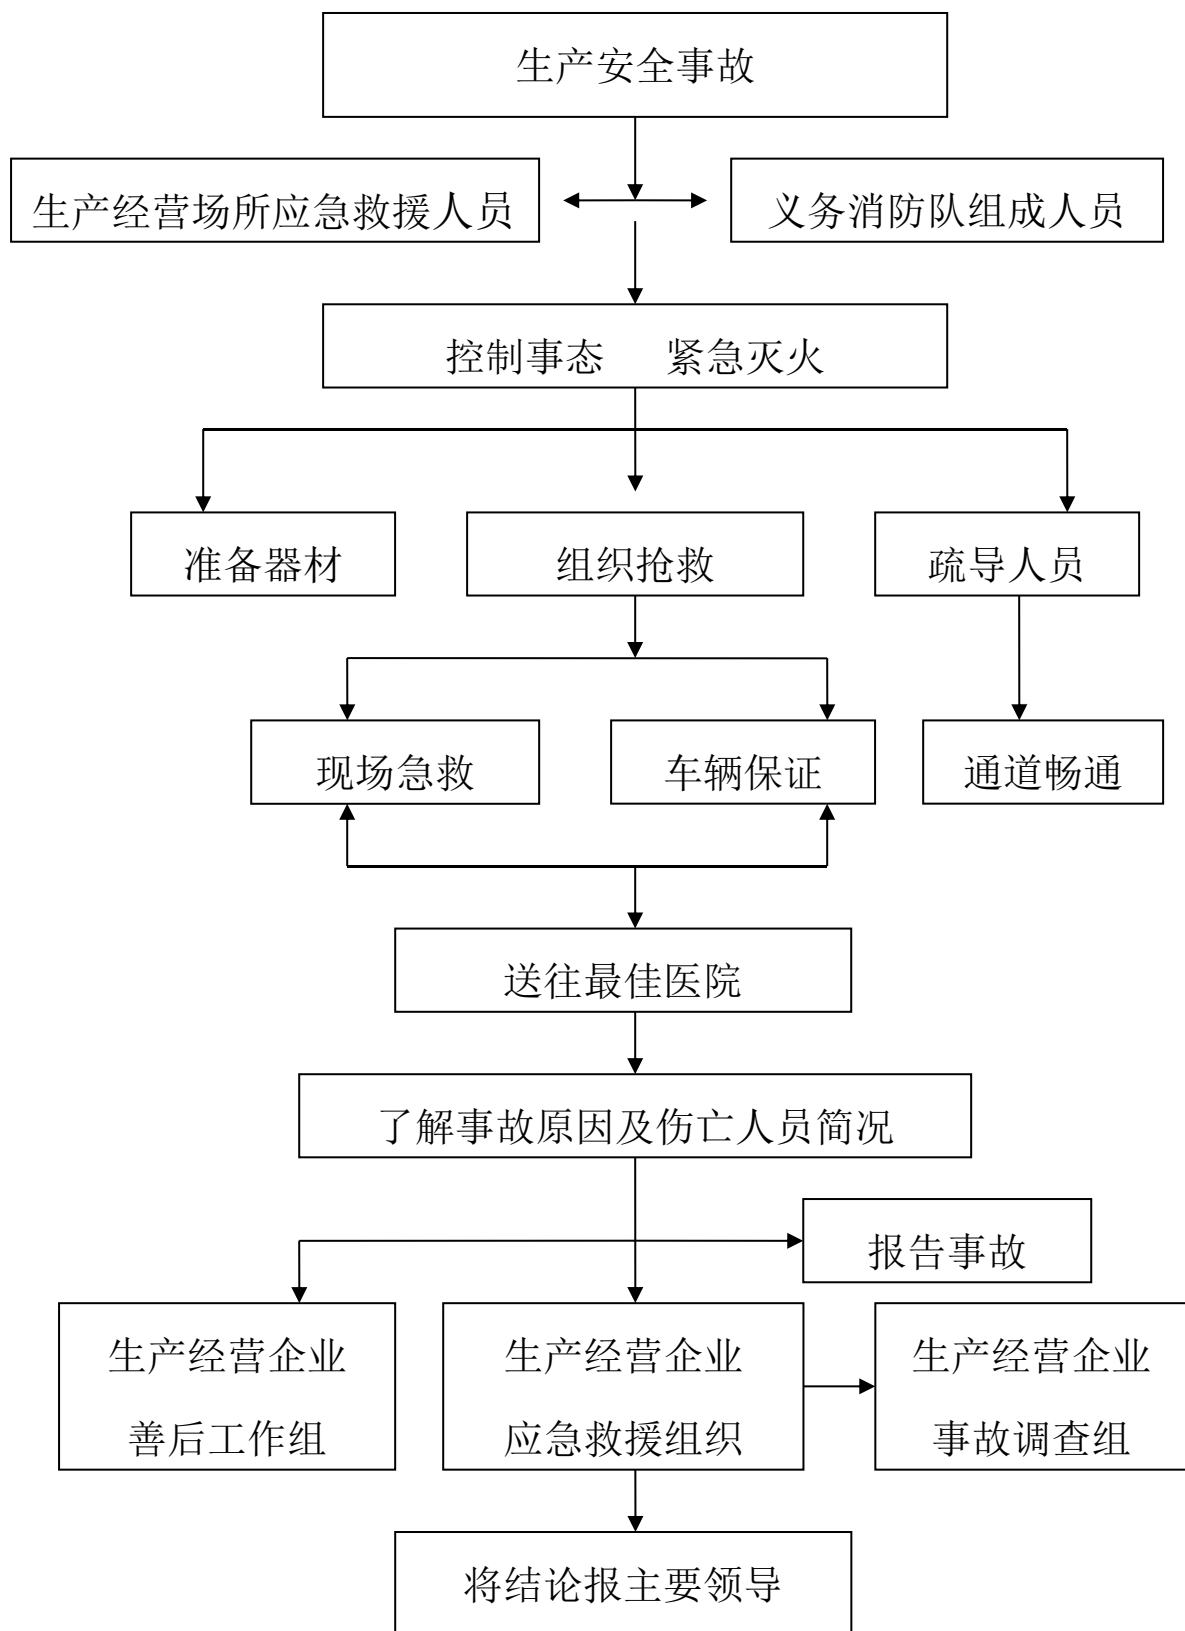 生产安全事故
生产经营场所应急救援人员
义务消防队组成人员
控制事态 紧急灭火
准备器材
组织抢救
疏导人员
现场急救
车辆保证
通道畅通
送往最佳医院
了解事故原因及伤亡人员简况
报告事故
生产经营企业
善后工作组
生产经营企业
应急救援组织
生产经营企业
事故调查组
将结论报主要领导